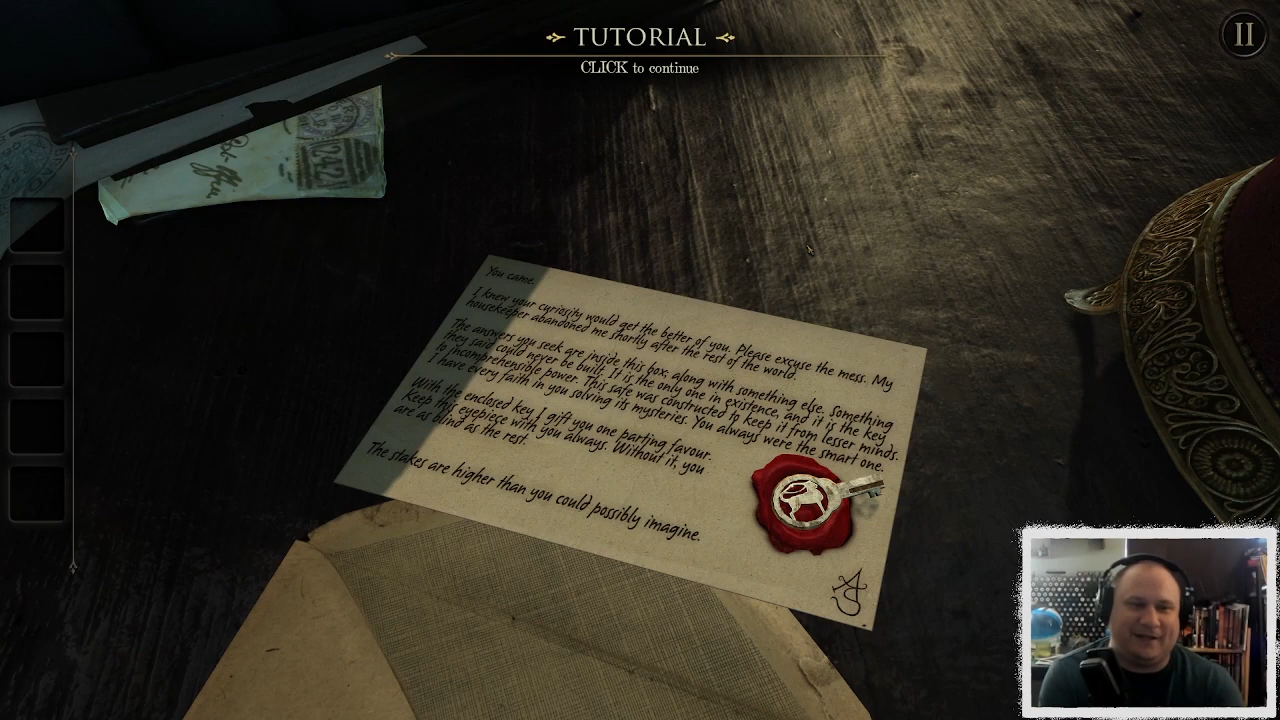 TUTORIAL
CLICK to continue
II
242
You came.
I knew your curiosity would get the better of you. Please excuse the mess. My
housekeeper abandoned me shortly after the rest of the world.
The answers you seek are inside this box, along with something else. Something
they said could never be built. It is the only one in existence, and it is the key
to incomprehensible power. This safe was constructed to keep it from lesser minds.
I have every faith in you solving its mysteries. You always were the smart one.
With the enclosed key I gift you one parting favour.
Keep this eyepiece with you always. Without it, you
are as blind as the rest.
The stakes are higher than you could possibly imagine.